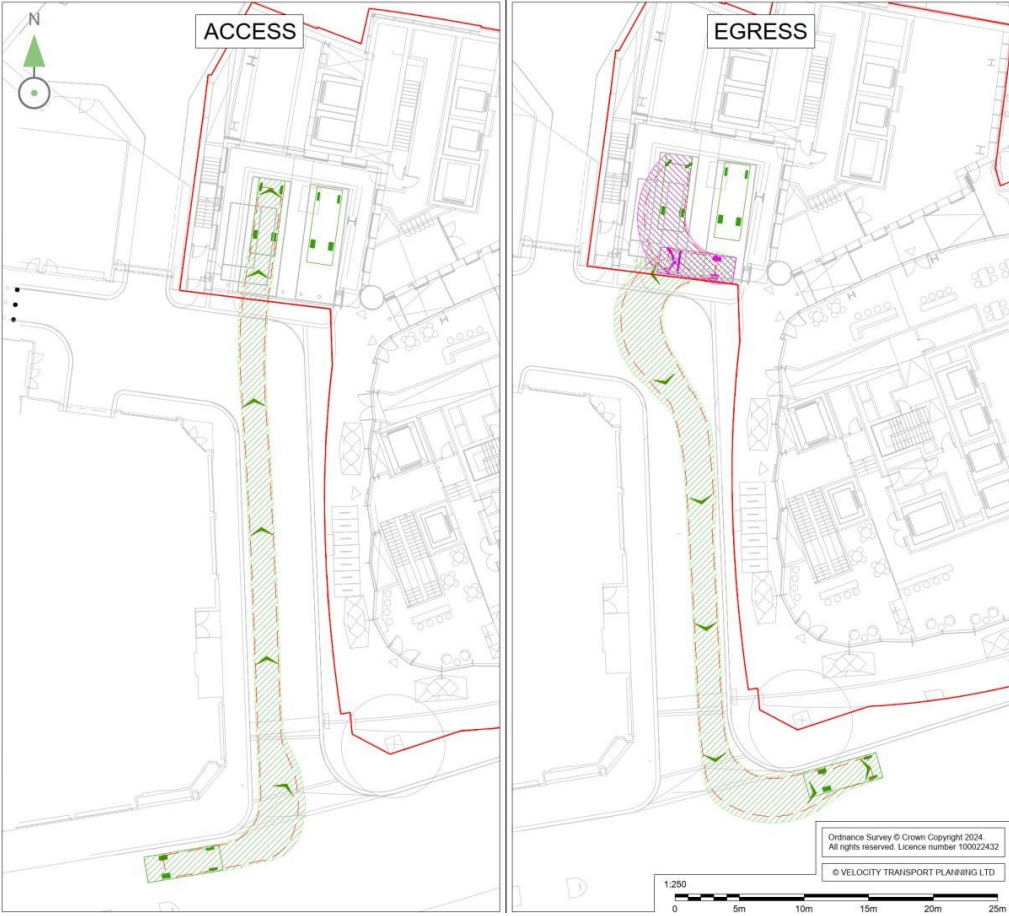 ACCESS
EGRESS
N
Ordnance Survey © Crown Copyright 2024.
All rights reserved. Licence number 100022432
© VELOCITY TRANSPORT PLANNING LTD
1:250
0 5m 10m 15m 20m 25m